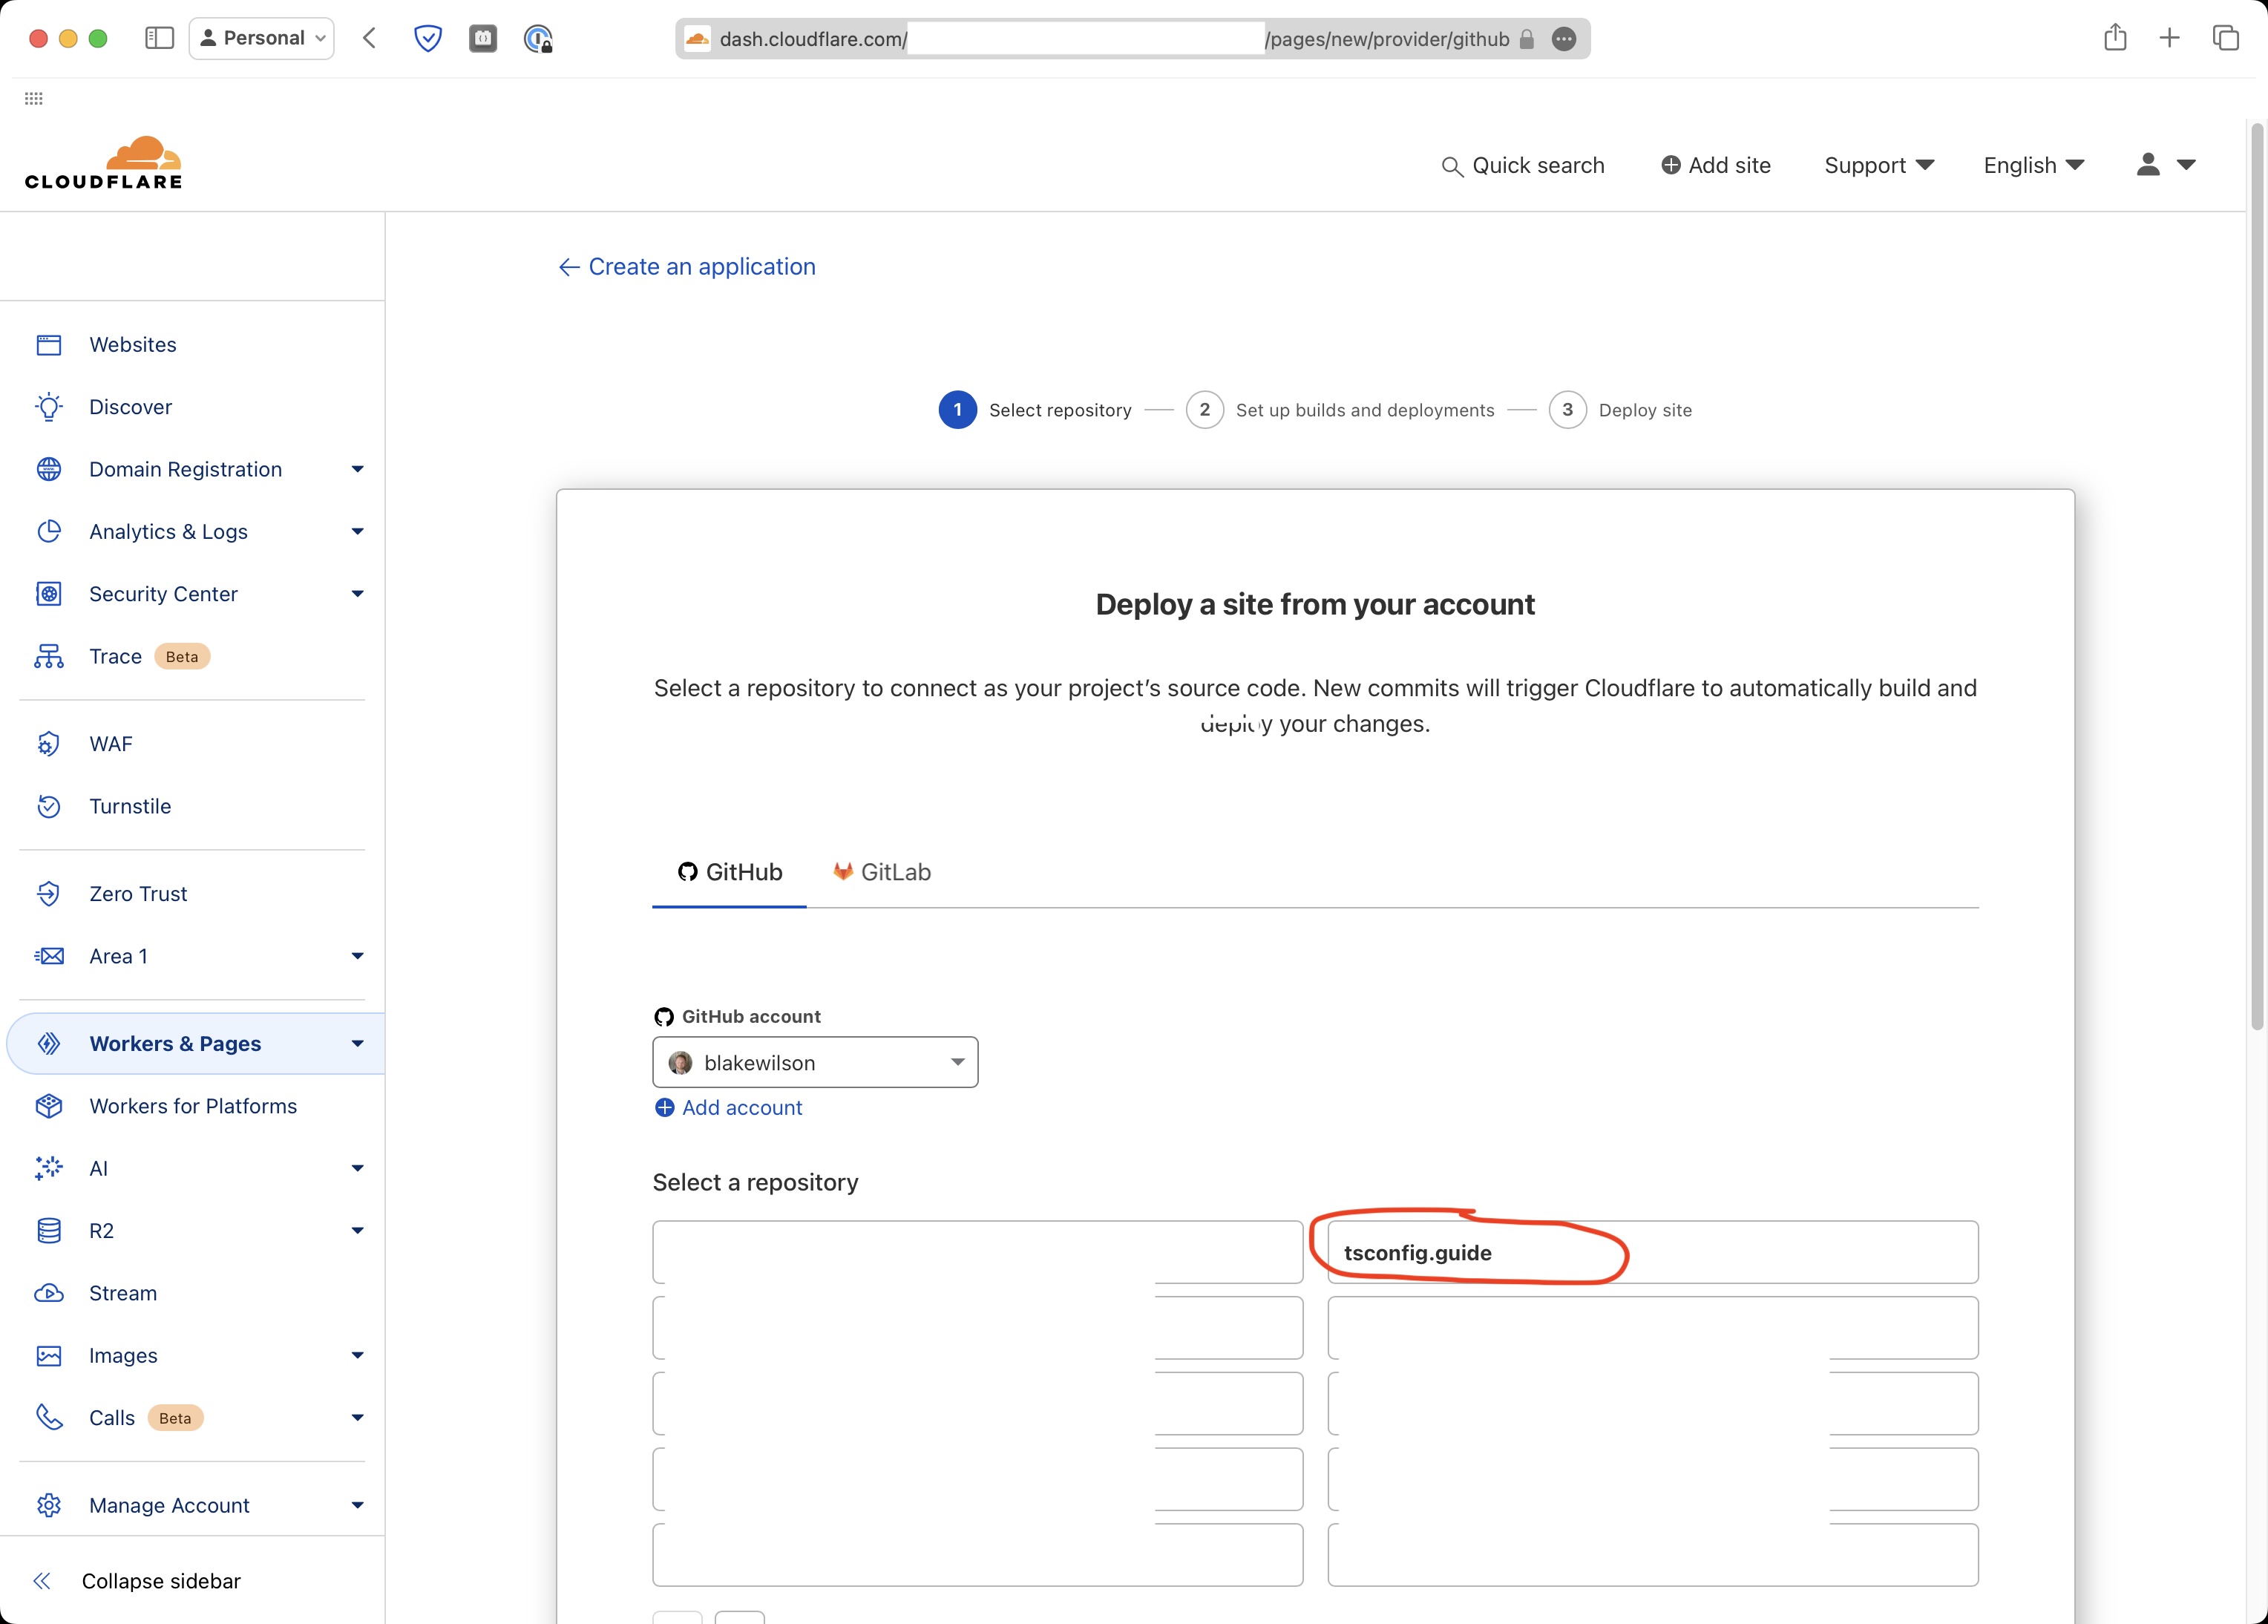 Personal
dash.cloudflare.com/
/pages/new/provider/github
CLOUDFLARE
Quick search
Add site
Support
English
Create an application
Websites
Discover
Domain Registration
Analytics & Logs
Security Center
Trace Beta
WAF
Turnstile
Zero Trust
Area 1
Workers & Pages
Workers for Platforms
AI
R2
Stream
Images
Calls Beta
Manage Account
Collapse sidebar
1 Select repository
2 Set up builds and deployments
3 Deploy site
Deploy a site from your account
Select a repository to connect as your project’s source code. New commits will trigger Cloudflare to automatically build and
deploy your changes.
GitHub
GitLab
GitHub account
blakewilson
Add account
Select a repository
tsconfig.guide